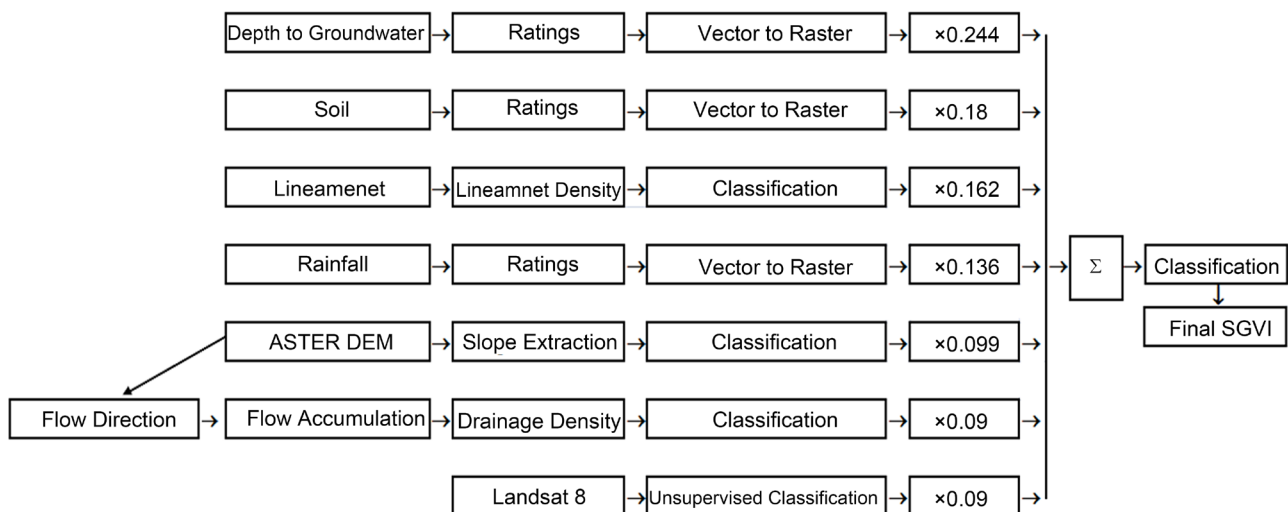 Depth to Groundwater Ratings Vector to Raster ×0.244
Soil Ratings Vector to Raster ×0.18
Lineamenet Lineamnet Density Classification ×0.162
Rainfall Ratings Vector to Raster ×0.136
Σ Classification
Final SGVI
ASTER DEM Slope Extraction Classification ×0.099
Flow Direction Flow Accumulation Drainage Density Classification ×0.09
Landsat 8 Unsupervised Classification ×0.09